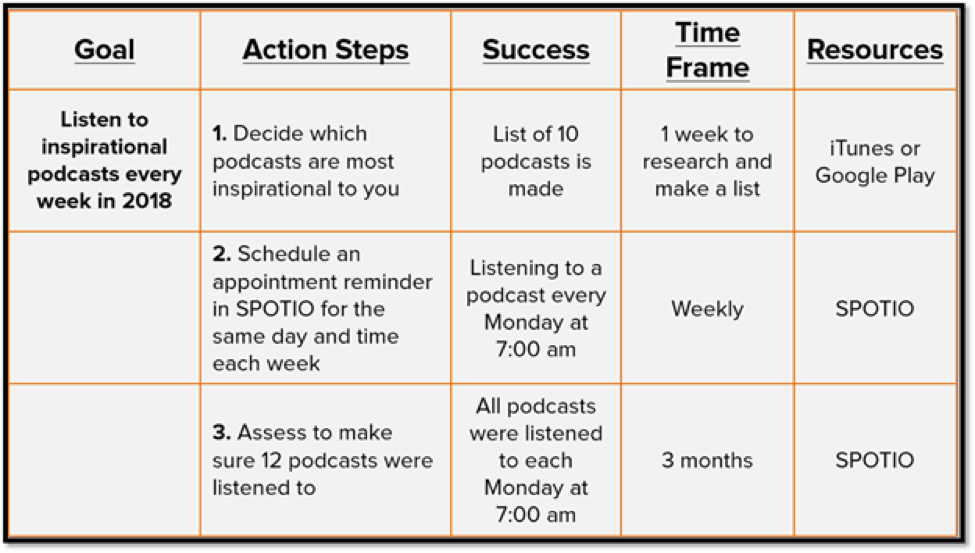 Goal
Action Steps
Success
Time
Frame
Resources
Listen to
inspirational
podcasts every
week in 2018
1. Decide which
podcasts are most
inspirational to you
List of 10
podcasts is
made
1 week to
research and
make a list
iTunes or
Google Play
2. Schedule an
appointment reminder
in SPOTIO for the
same day and time
each week
Listening to a
podcast every
Monday at
7:00 am
Weekly
SPOTIO
3. Assess to make
sure 12 podcasts were
listened to
All podcasts
were listened
to each
Monday at
7:00 am
3 months
SPOTIO